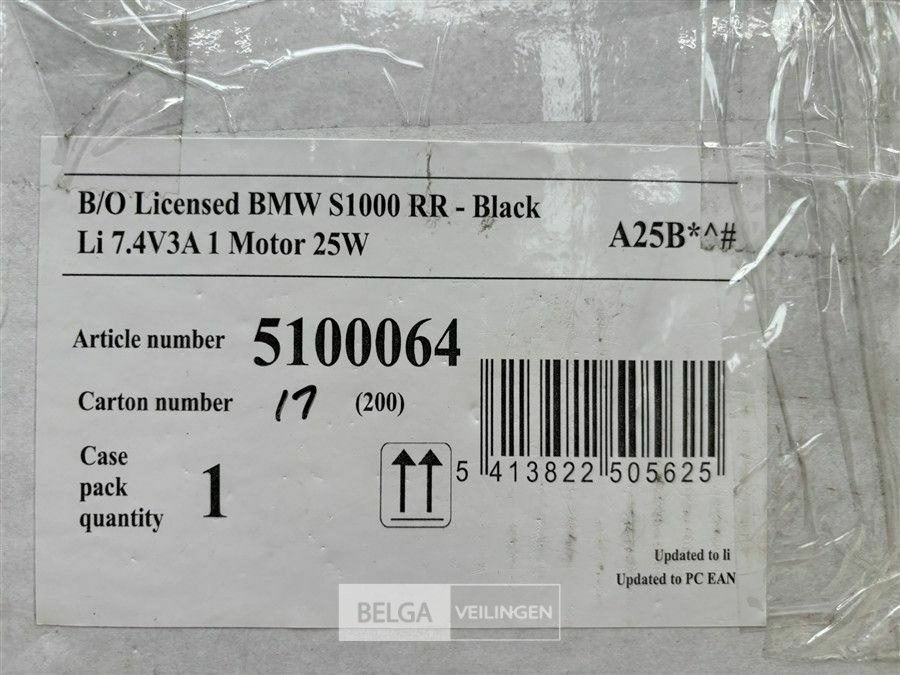 B/O Licensed BMW S1000 RR - Black
Li 7.4V3A 1 Motor 25W
A25B*^#
Article number 5100064
Carton number 17 (200)
Case
pack
quantity
1
5 413822 505625
Updated to li
Updated to PC EAN
BELGA VEILINGEN